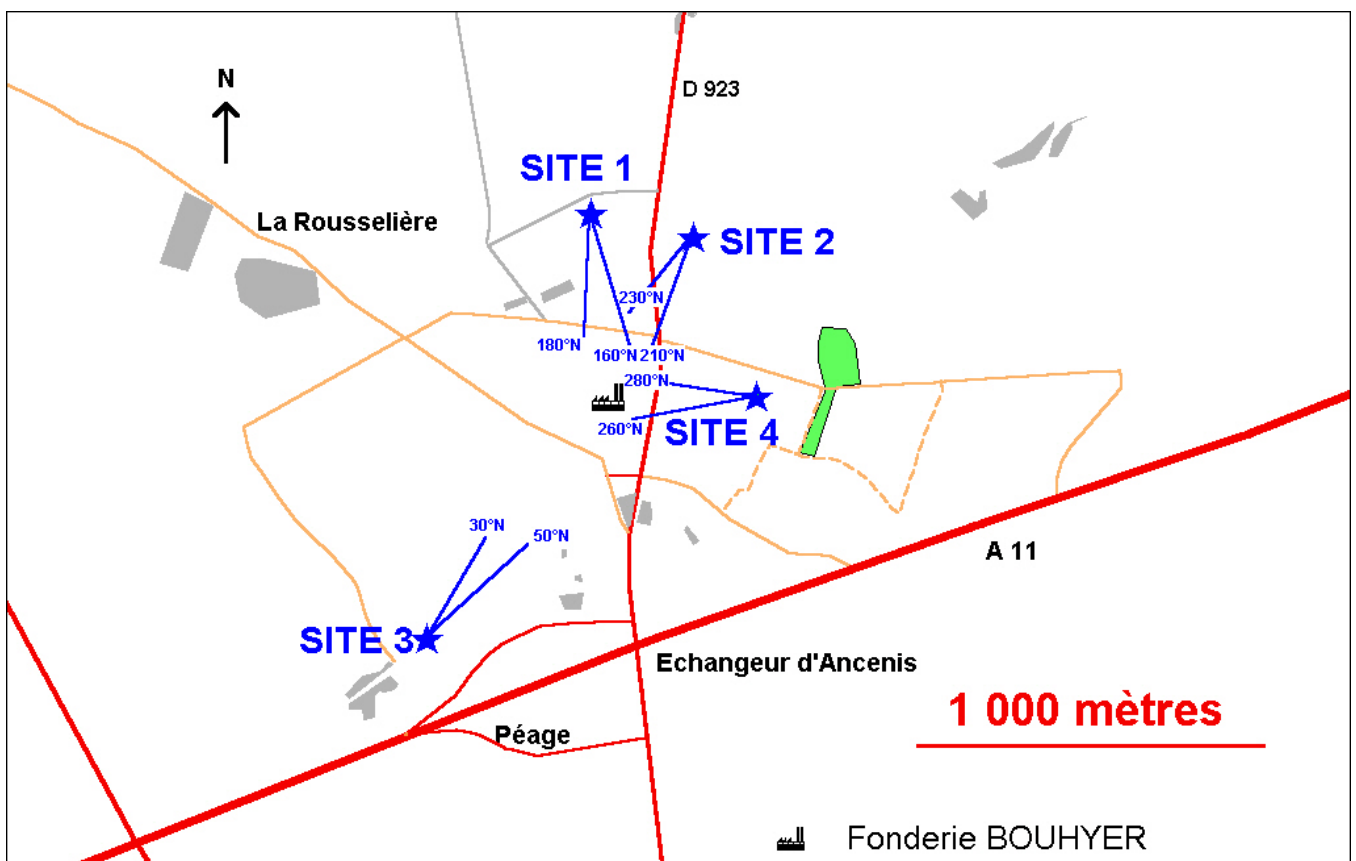 N
D 923
SITE 1
La Rousselière
SITE 2
230°N
180°N
160°N
210°N
280°N
260°N
SITE 4
30°N
50°N
A 11
SITE 3
Echangeur d'Ancenis
1 000 mètres
Péage
Fonderie BOUHYER